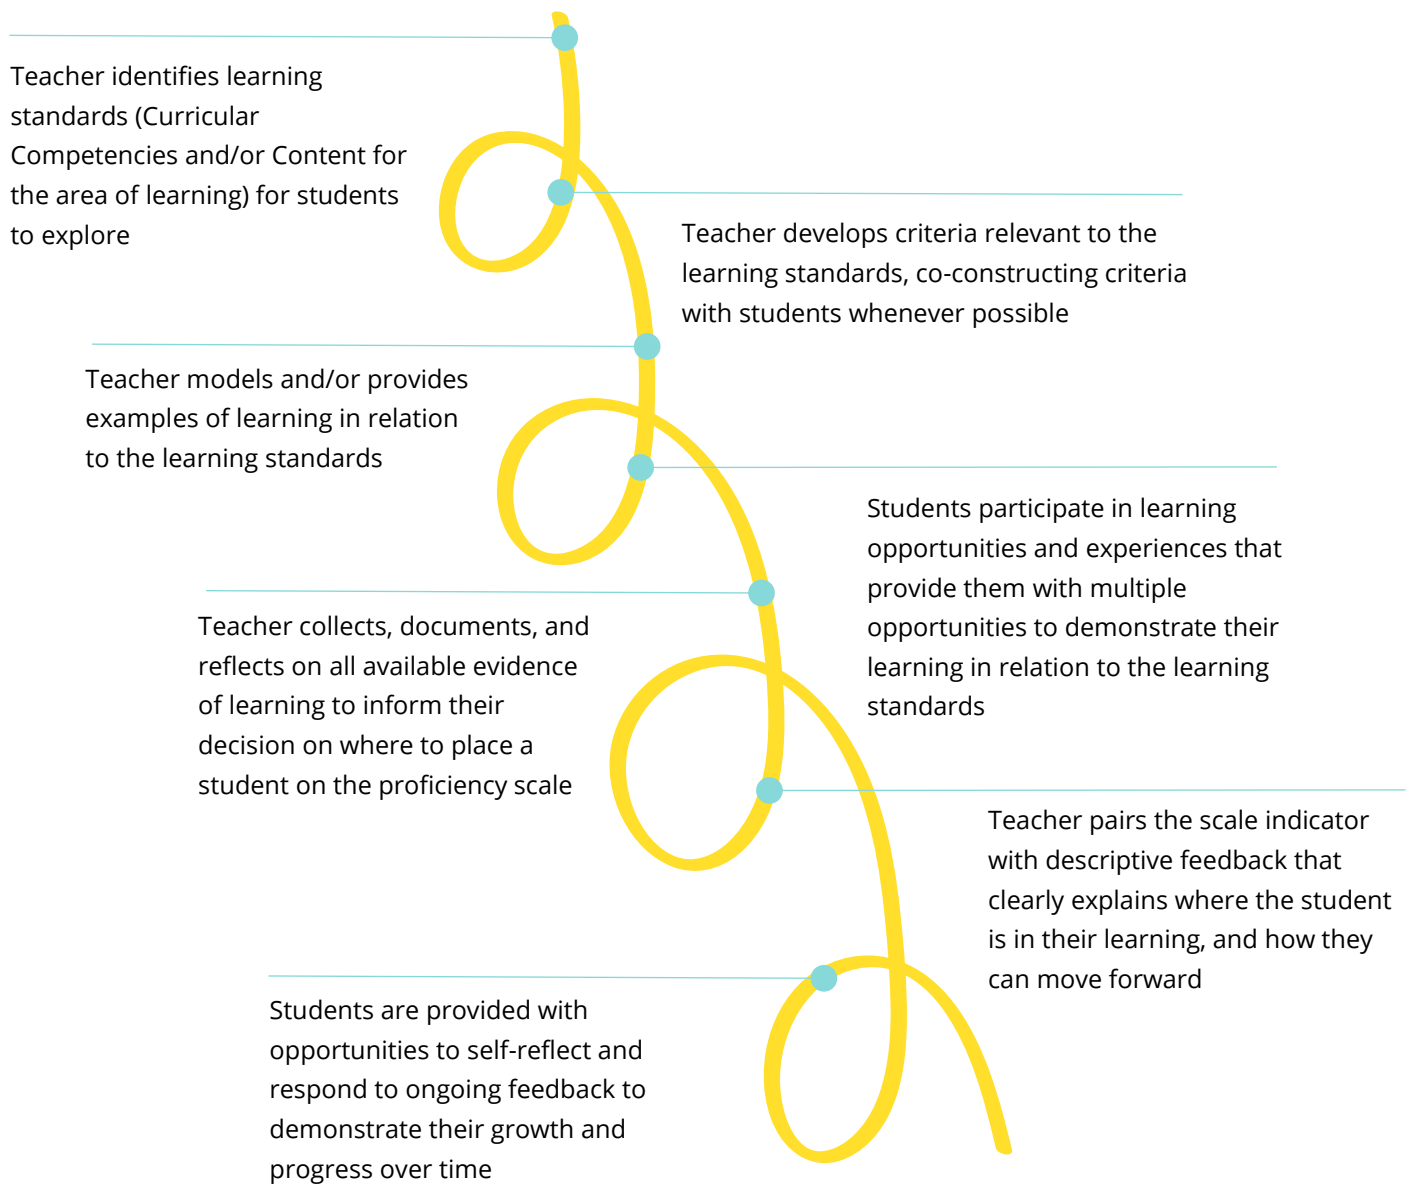 Teacher identifies learning
standards (Curricular
Competencies and/or Content for
the area of learning) for students
to explore
Teacher develops criteria relevant to the
learning standards, co-constructing criteria
with students whenever possible
Teacher models and/or provides
examples of learning in relation
to the learning standards
Students participate in learning
opportunities and experiences that
provide them with multiple
opportunities to demonstrate their
learning in relation to the learning
standards
Teacher collects, documents, and
reflects on all available evidence
of learning to inform their
decision on where to place a
student on the proficiency scale
Teacher pairs the scale indicator
with descriptive feedback that
clearly explains where the student
is in their learning, and how they
can move forward
Students are provided with
opportunities to self-reflect and
respond to ongoing feedback to
demonstrate their growth and
progress over time